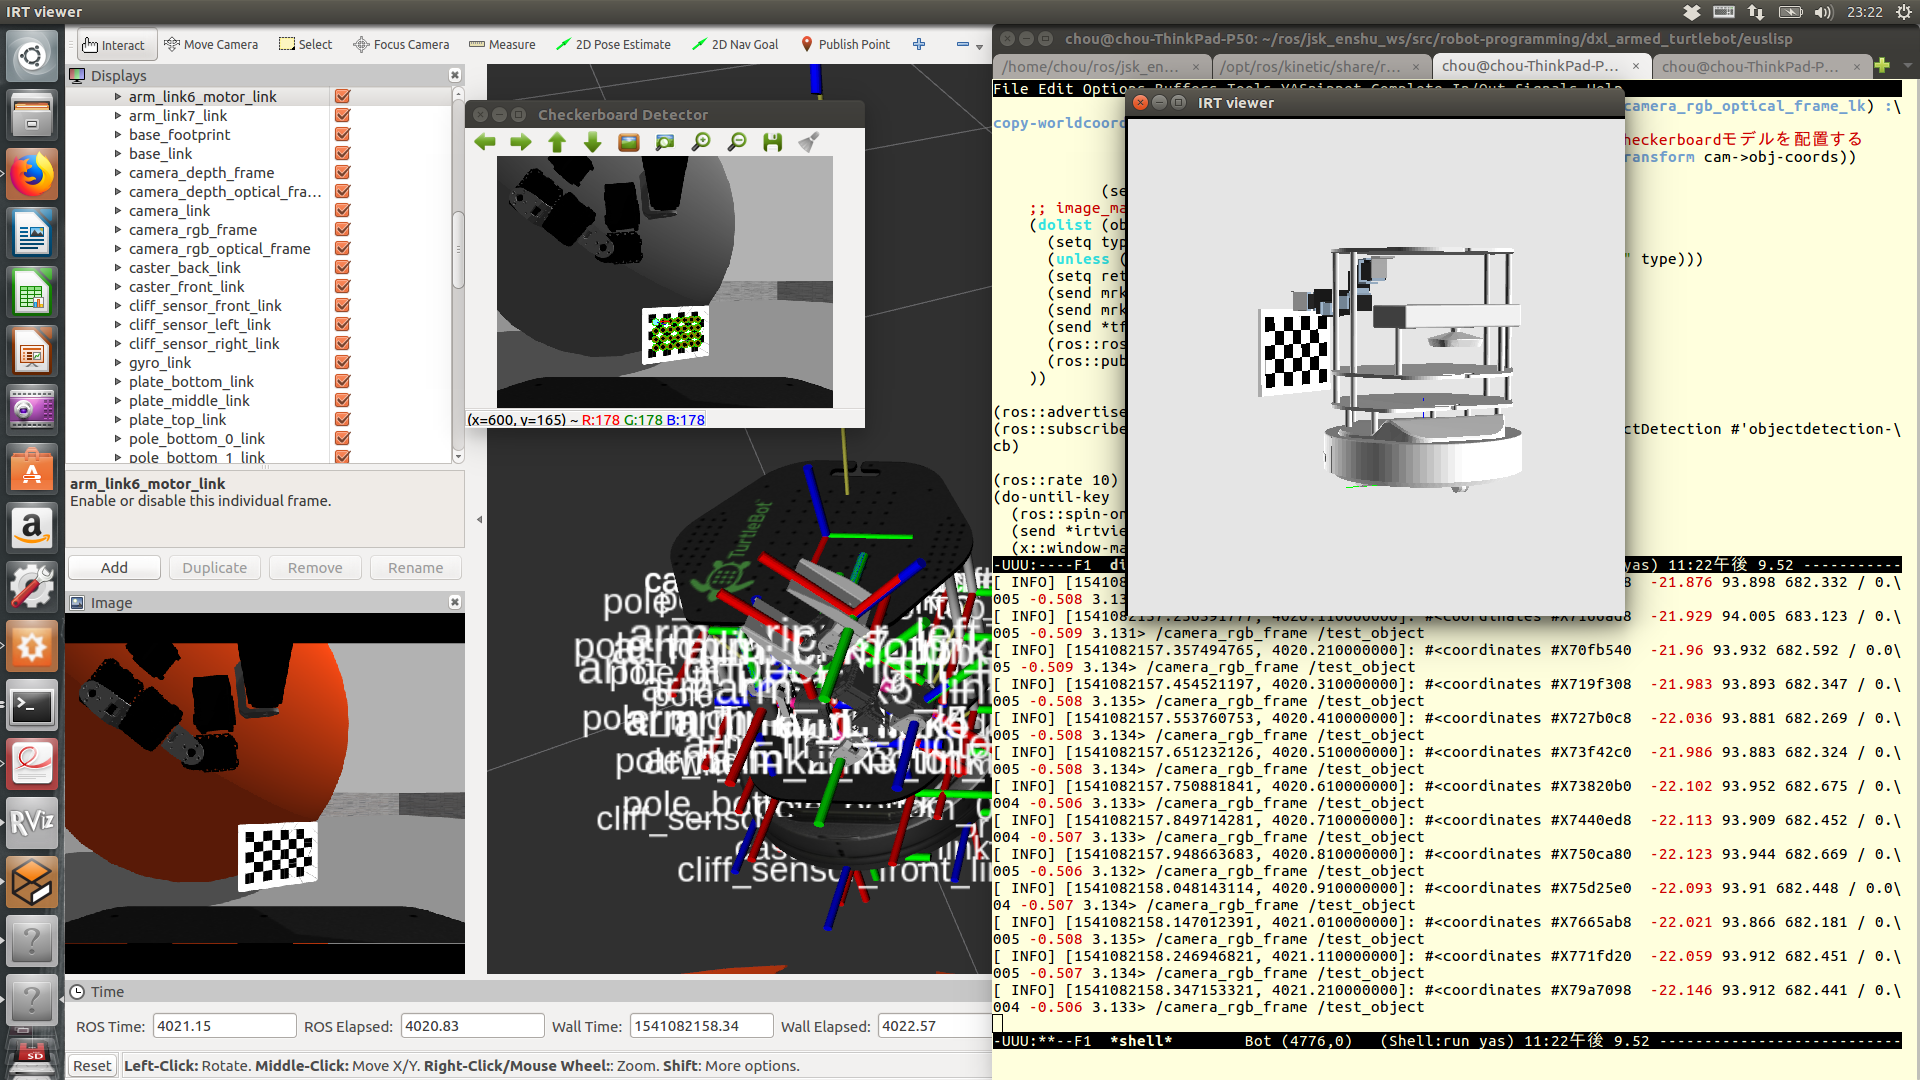 IRT viewer
23:22
Interact
Move Camera
Select
Focus Camera
Measure
2D Pose Estimate
2D Nav Goal
Publish Point
Displays
arm_link6_motor_link
arm_link7_link
base_footprint
base_link
camera_depth_frame
camera_depth_optical_fra...
camera_link
camera_rgb_frame
camera_rgb_optical_frame
caster_back_link
caster_front_link
cliff_sensor_front_link
cliff_sensor_left_link
cliff_sensor_right_link
gyro_link
plate_bottom_link
plate_middle_link
plate_top_link
pole_bottom_0_link
pole_bottom_1_link
arm_link6_motor_link
Enable or disable this individual frame.
Add
Duplicate
Remove
Rename
Image
Checkerboard Detector
(x=600, y=165) ~ R:178 G:178 B:178
TurtleBot
cliff_sensor_front_li
Time
ROS Time:
4021.15
ROS Elapsed:
4020.83
Wall Time:
1541082158.34
Wall Elapsed:
4022.57
Reset
Left-Click: Rotate. Middle-Click: Move X/Y. Right-Click/Mouse Wheel:: Zoom. Shift: More options.
chou@chou-ThinkPad-P50: ~/ros/jsk_enshu_ws/src/robot-programming/dxl_armed_turtlebot/euslisp
/home/chou/ros/jsk_en...
/opt/ros/kinetic/share/r...
chou@chou-ThinkPad-P...
chou@chou-ThinkPad-P...
File Edit Options Buffers Tools YASnippet Complete In/Out Signals Help
IRT viewer
camera_rgb_optical_frame_lk) :\
copy-worldcoor
heckerboardモデルを配置する
ransform cam->obj-coords))
(se
;; image_ma
(dolist (ob
(setq typ
(unless (
" type)))
(setq ret
(send mrk
(send mrk
(send *tf
(ros::ros
(ros::pub
))
(ros::advertise
(ros::subscribe
ctDetection #'objectdetection-\
cb)
(ros::rate 10)
(do-until-key
(ros::spin-on
(send *irtvie
(x::window-ma
-UUU:----F1 di
yas) 11:22午後 9.52 -----------
[ INFO] [1541082
8 -21.876 93.898 682.332 / 0.\
005 -0.508 3.13
[ INFO] [1541082157.256591777, 4020.110000000]: #<coordinates #X7166ad8 -21.929 94.005 683.123 / 0.\
005 -0.509 3.131> /camera_rgb_frame /test_object
[ INFO] [1541082157.357494765, 4020.210000000]: #<coordinates #X70fb540 -21.96 93.932 682.592 / 0.0\
05 -0.509 3.134> /camera_rgb_frame /test_object
[ INFO] [1541082157.454521197, 4020.310000000]: #<coordinates #X719f308 -21.983 93.893 682.347 / 0.\
005 -0.508 3.135> /camera_rgb_frame /test_object
[ INFO] [1541082157.553760753, 4020.410000000]: #<coordinates #X727b0c8 -22.036 93.881 682.269 / 0.\
005 -0.508 3.134> /camera_rgb_frame /test_object
[ INFO] [1541082157.651232126, 4020.510000000]: #<coordinates #X73f42c0 -21.986 93.883 682.324 / 0.\
005 -0.508 3.134> /camera_rgb_frame /test_object
[ INFO] [1541082157.750881841, 4020.610000000]: #<coordinates #X73820b0 -22.102 93.952 682.675 / 0.\
004 -0.506 3.133> /camera_rgb_frame /test_object
[ INFO] [1541082157.849714281, 4020.710000000]: #<coordinates #X7440ed8 -22.113 93.909 682.452 / 0.\
004 -0.507 3.133> /camera_rgb_frame /test_object
[ INFO] [1541082157.948663683, 4020.810000000]: #<coordinates #X750ca80 -22.123 93.944 682.669 / 0.\
005 -0.506 3.132> /camera_rgb_frame /test_object
[ INFO] [1541082158.048143114, 4020.910000000]: #<coordinates #X75d25e0 -22.093 93.91 682.448 / 0.0\
04 -0.507 3.134> /camera_rgb_frame /test_object
[ INFO] [1541082158.147012391, 4021.010000000]: #<coordinates #X7665ab8 -22.021 93.866 682.181 / 0.\
005 -0.508 3.135> /camera_rgb_frame /test_object
[ INFO] [1541082158.246946821, 4021.110000000]: #<coordinates #X771fd20 -22.059 93.912 682.451 / 0.\
005 -0.507 3.134> /camera_rgb_frame /test_object
[ INFO] [1541082158.347153321, 4021.210000000]: #<coordinates #X79a7098 -22.146 93.912 682.441 / 0.\
004 -0.506 3.133> /camera_rgb_frame /test_object
-UUU:**--F1 *shell* Bot (4776,0) (Shell:run yas) 11:22午後 9.52 ---------------------------